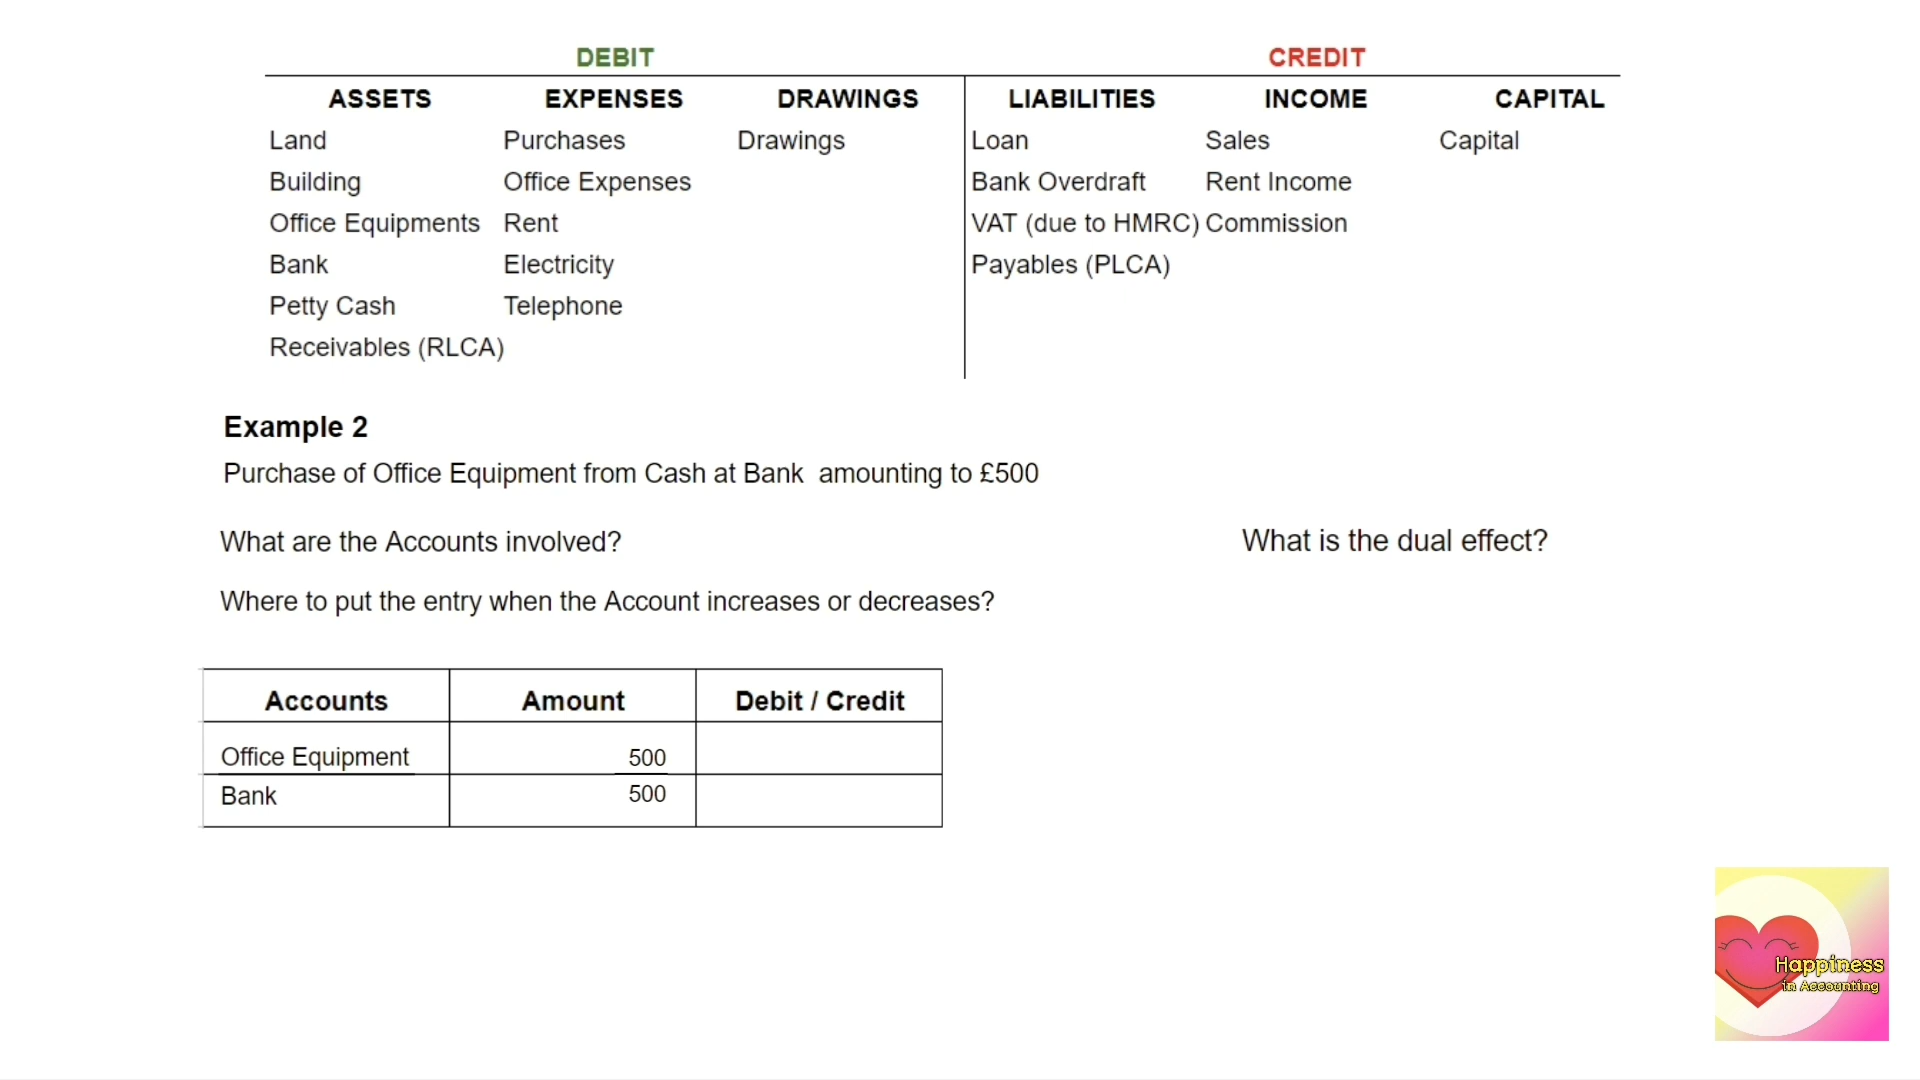 DEBIT CREDIT
ASSETS EXPENSES DRAWINGS LIABILITIES INCOME CAPITAL
Land Purchases Drawings Loan Sales Capital
Building Office Expenses Bank Overdraft Rent Income
Office Equipments Rent VAT (due to HMRC) Commission
Bank Electricity Payables (PLCA)
Petty Cash Telephone
Receivables (RLCA)
Example 2
Purchase of Office Equipment from Cash at Bank amounting to £500
What are the Accounts involved? What is the dual effect?
Where to put the entry when the Account increases or decreases?
Accounts Amount Debit / Credit
Office Equipment 500
Bank 500
Happiness
in Accounting